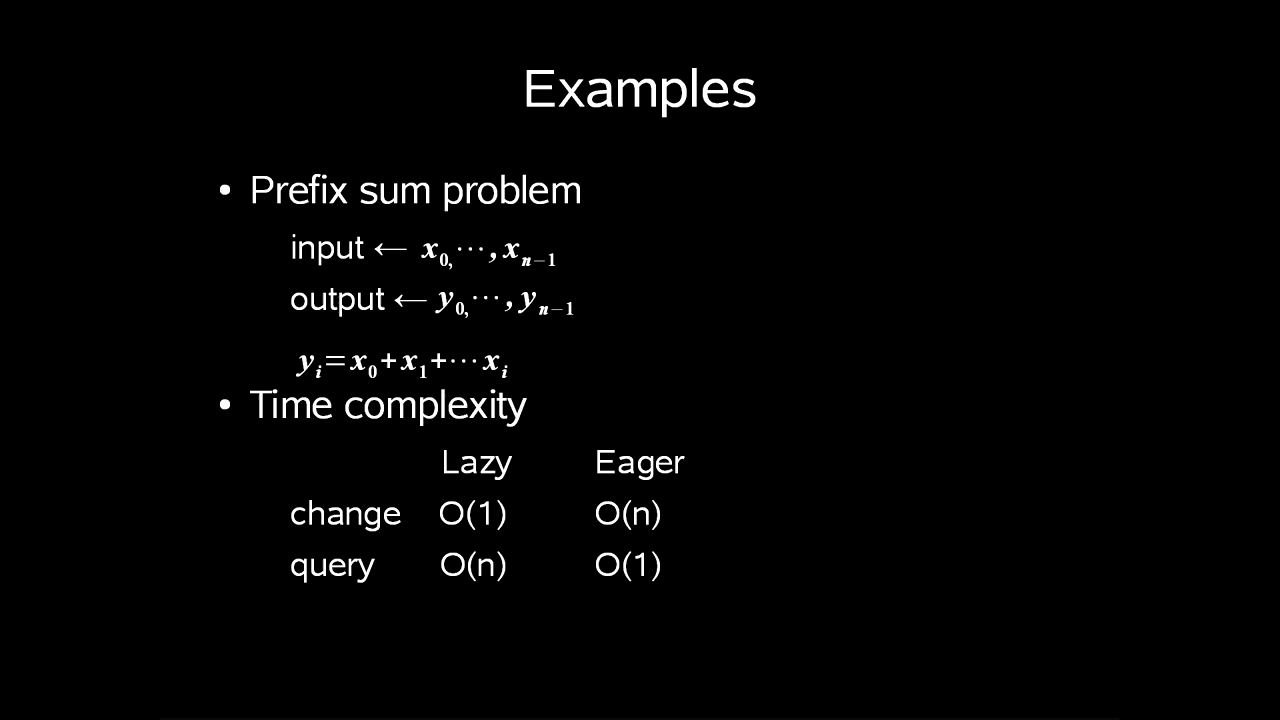 Examples
• Prefix sum problem
input ← x₀,⋯,xₙ₋₁
output ← y₀,⋯,yₙ₋₁
yᵢ=x₀+x₁+⋯xᵢ
• Time complexity
Lazy Eager
change O(1) O(n)
query O(n) O(1)